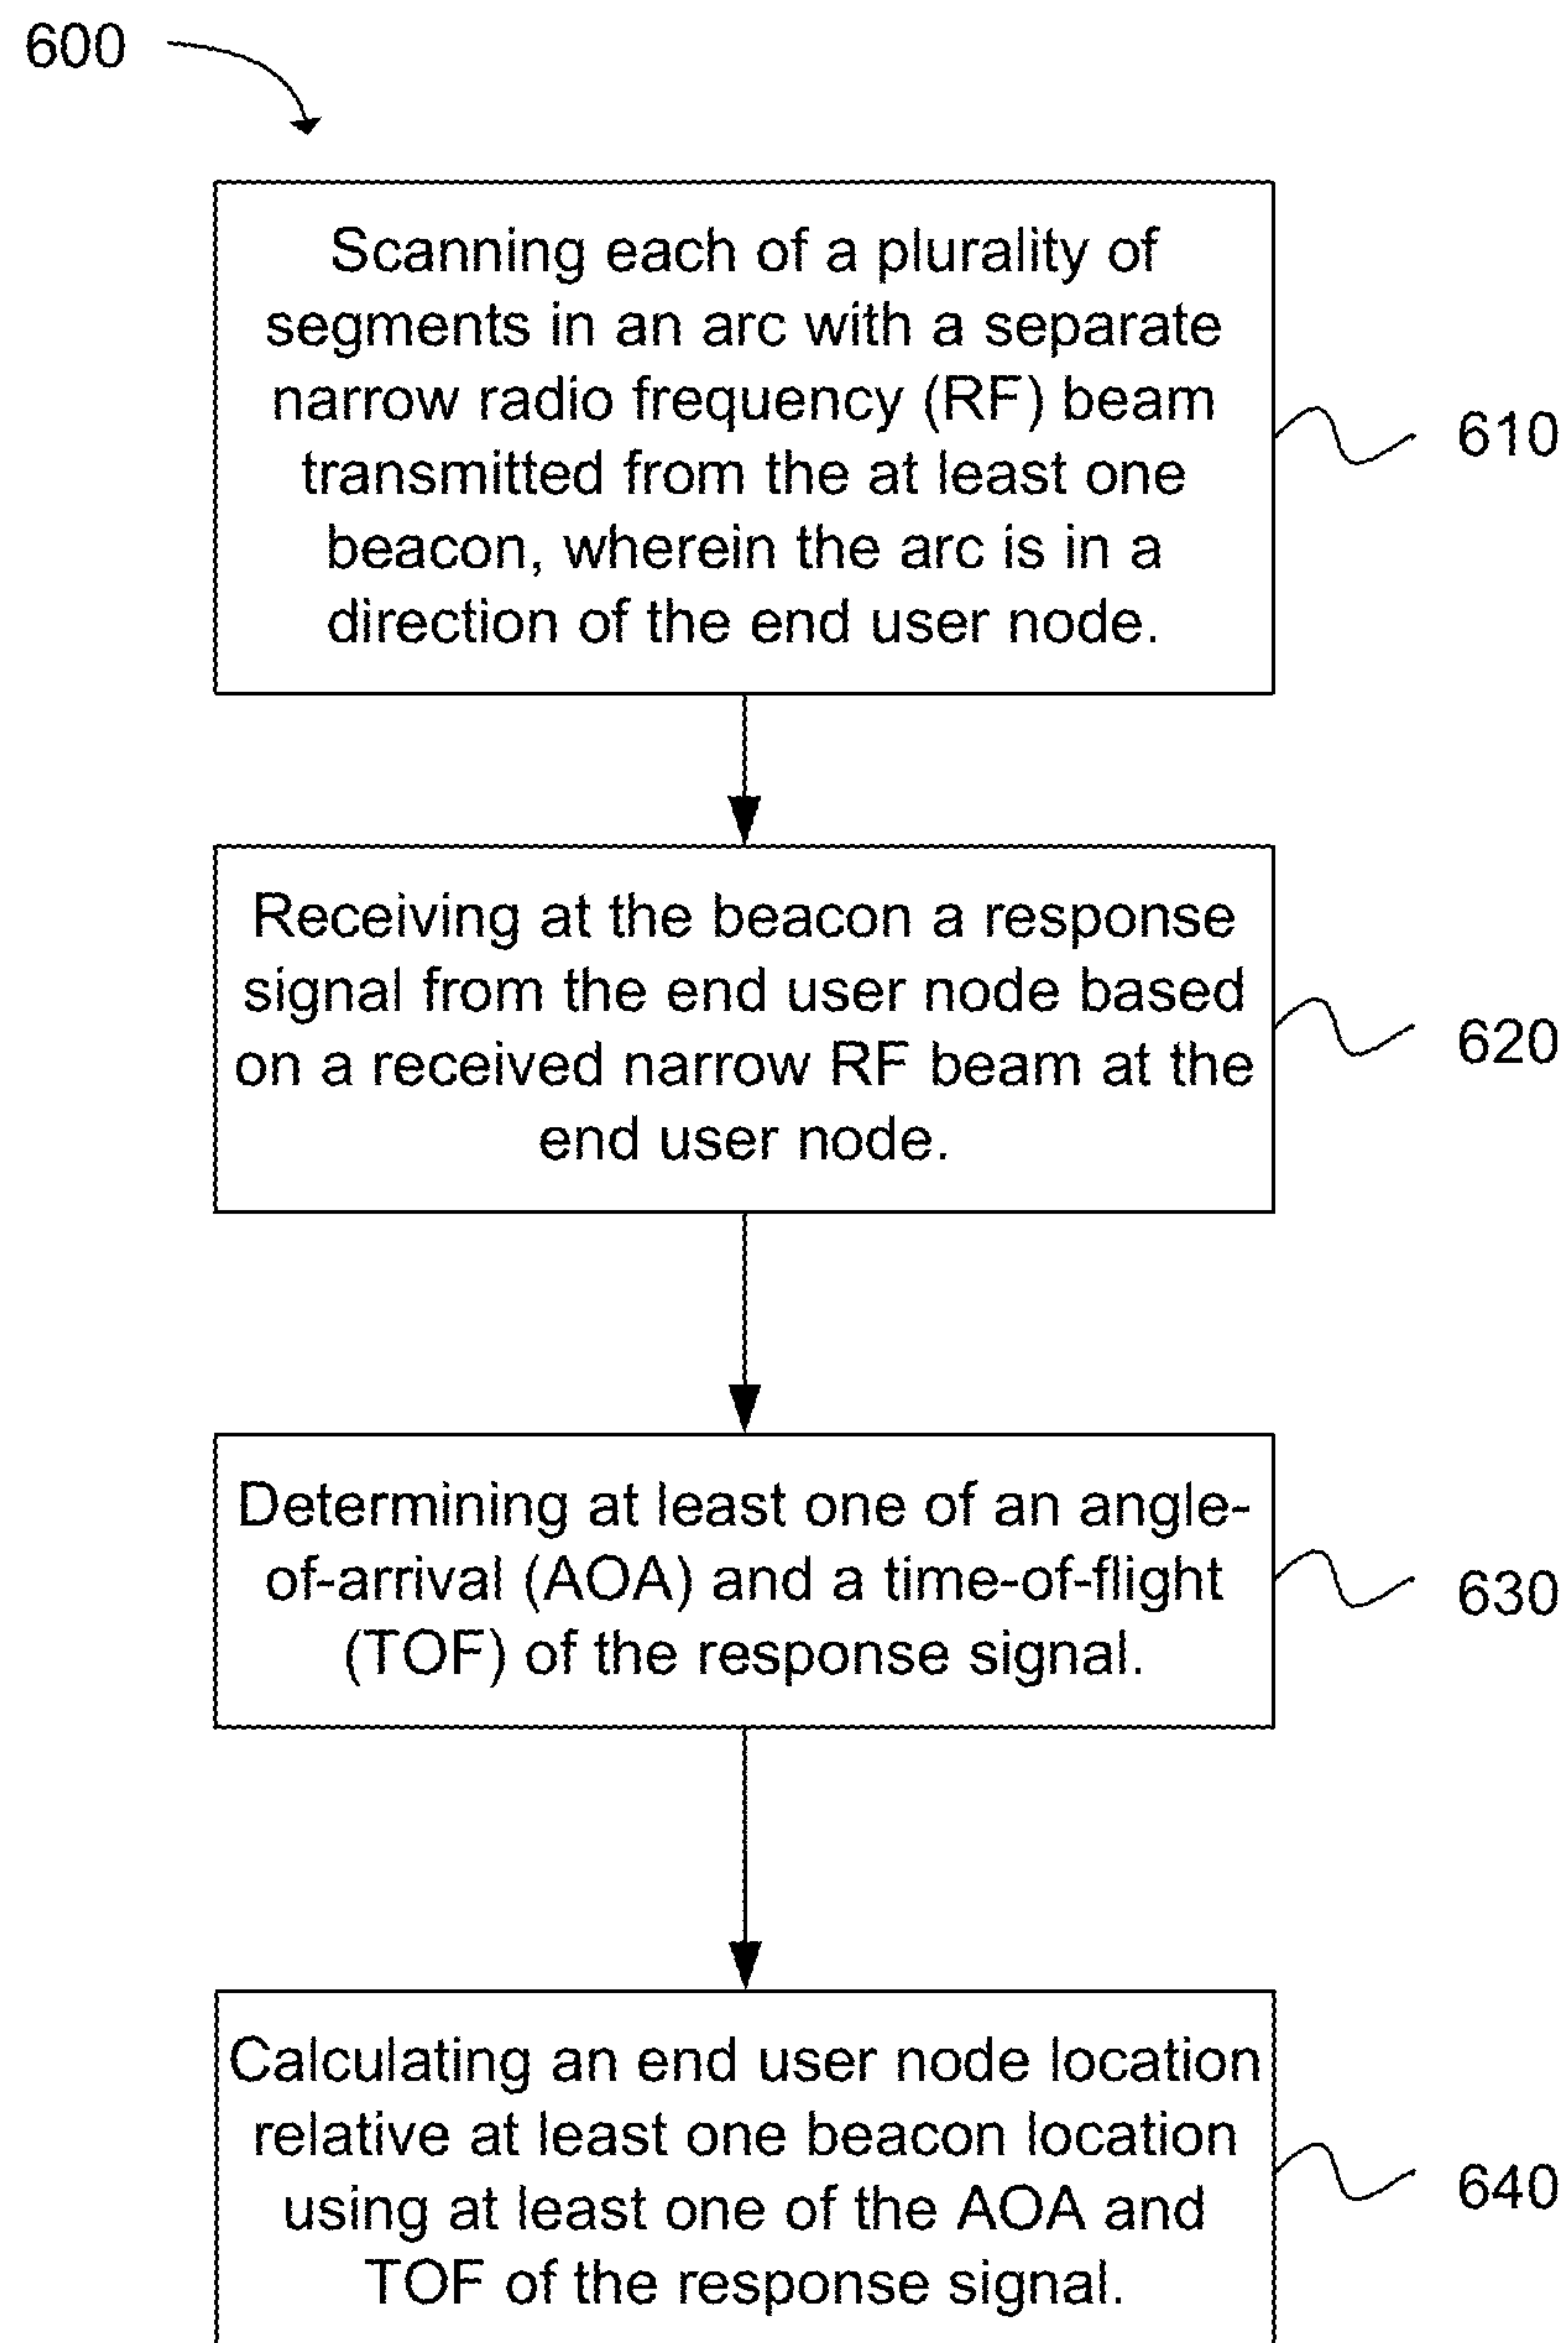 600
Scanning each of a plurality of
segments in an arc with a separate
narrow radio frequency (RF) beam
transmitted from the at least one
beacon, wherein the arc is in a
direction of the end user node.
610
Receiving at the beacon a response
signal from the end user node based
on a received narrow RF beam at the
end user node.
620
Determining at least one of an angle-
of-arrival (AOA) and a time-of-flight
(TOF) of the response signal.
630
Calculating an end user node location
relative at least one beacon location
using at least one of the AOA and
TOF of the response signal.
640